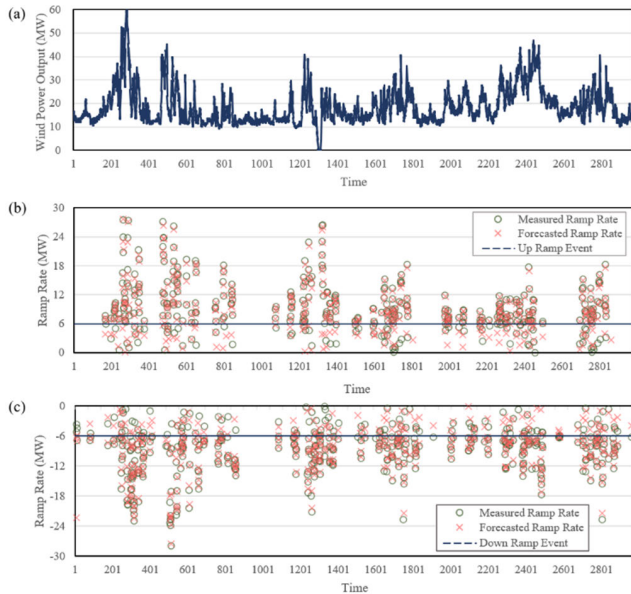 (a)
Wind Power Output (MW)
60
50
40
30
20
10
0
1 201 401 601 801 1001 1201 1401 1601 1801 2001 2201 2401 2601 2801
Time
(b)
Ramp Rate (MW)
30
24
18
12
6
0
Measured Ramp Rate
Forecasted Ramp Rate
Up Ramp Event
1 201 401 601 801 1001 1201 1401 1601 1801 2001 2201 2401 2601 2801
Time
(c)
Ramp Rate (MW)
0
-6
-12
-18
-24
-30
Measured Ramp Rate
Forecasted Ramp Rate
Down Ramp Event
1 201 401 601 801 1001 1201 1401 1601 1801 2001 2201 2401 2601 2801
Time